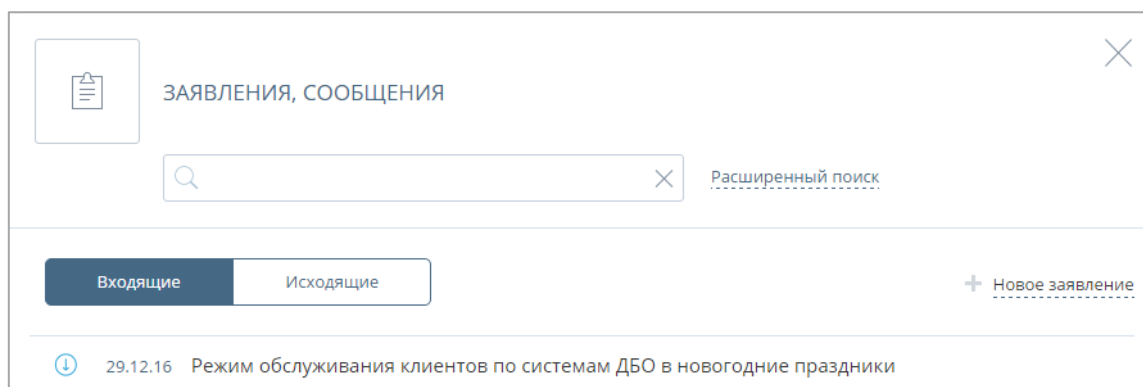 ЗАЯВЛЕНИЯ, СООБЩЕНИЯ
Расширенный поиск
Входящие Исходящие Новое заявление
29.12.16 Режим обслуживания клиентов по системам ДБО в новогодние праздники